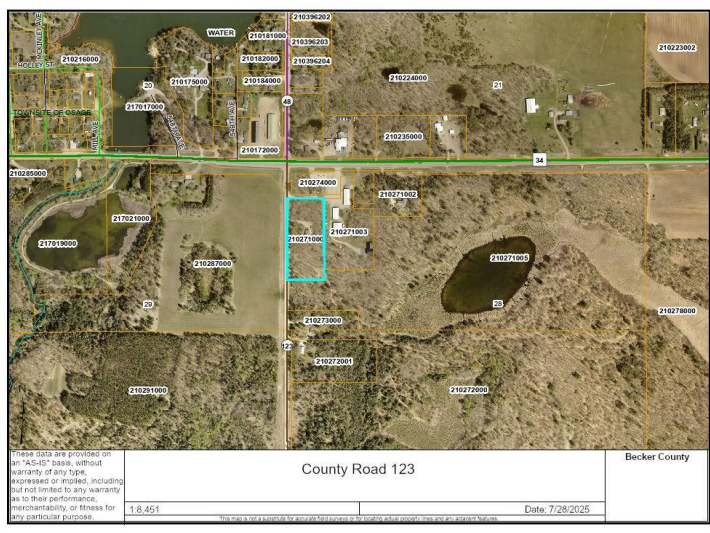 210396202
MCKINLEY AVE
WATER
210181000
210396203
210223002
HOLLEY ST
210216000
210182000
210396204
20
210175000
210184000
210224000
21
217017000
48
TOWNSITE OF OSAGE
MILL AVE
210235000
210172000
34
210285000
210274000
210271002
217021000
210271003
217019000
210271000
210287000
210271005
29
28
210278000
210273000
123
210272001
210291000
210272000
These data are provided on
an "AS-IS" basis, without
warranty of any type,
expressed or implied, including
but not limited to any warranty
as to their performance,
merchantability, or fitness for
any particular purpose.
County Road 123
Becker County
1:8,451
Date: 7/28/2025
This map is not a substitute for accurate field surveys or for locating actual property lines and any adjacent features.